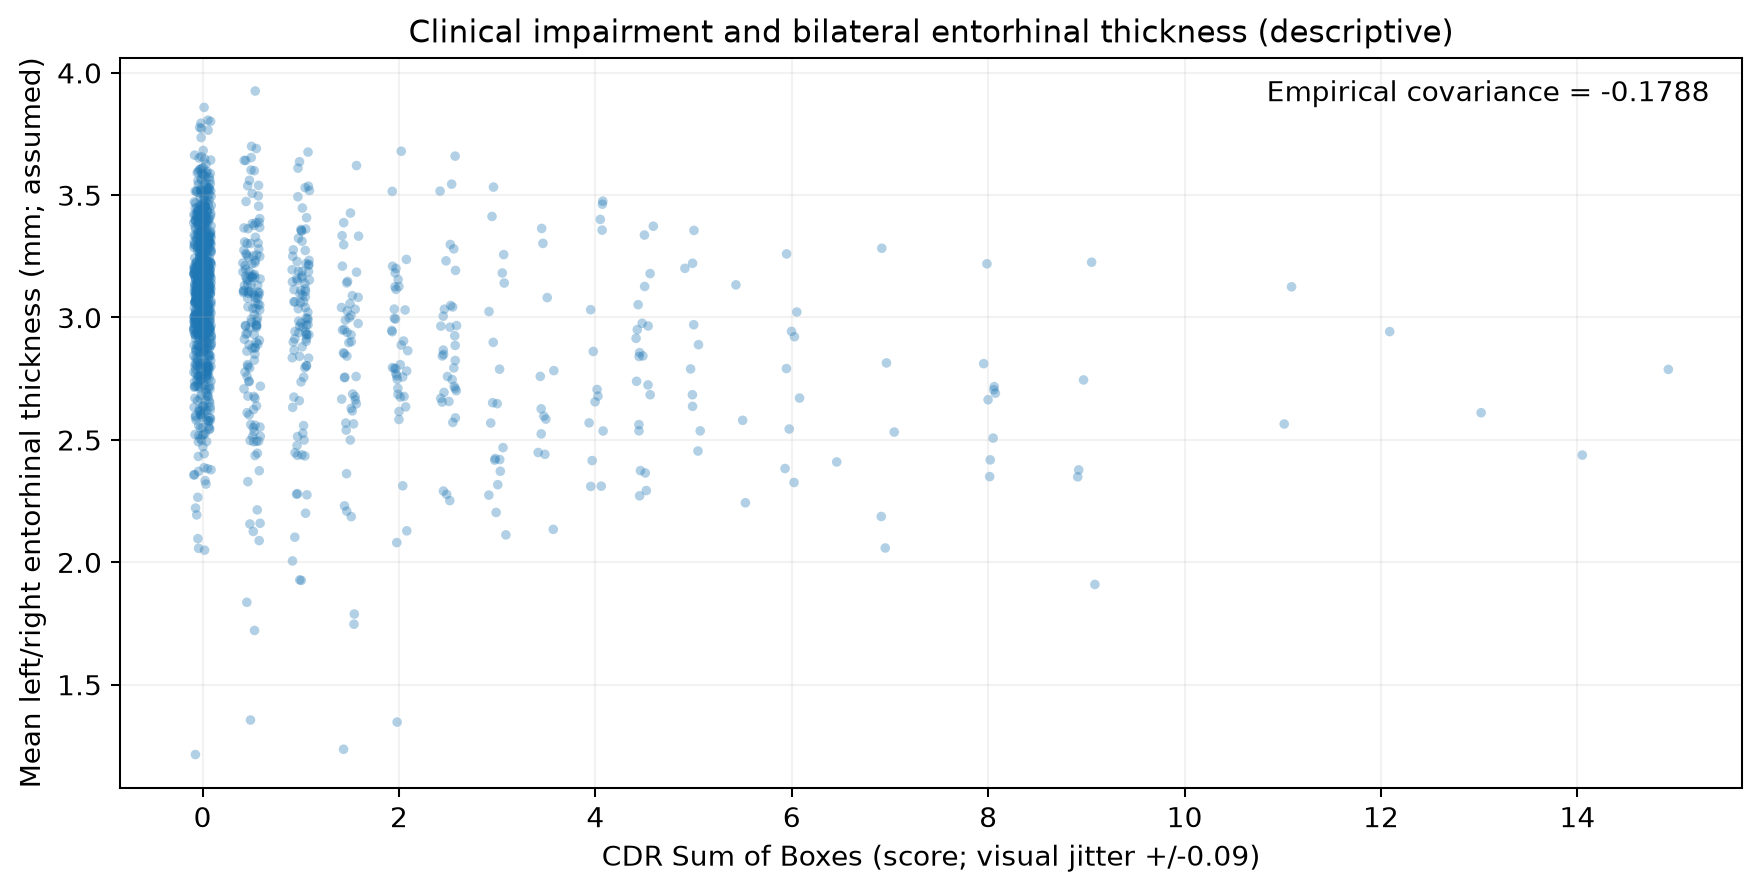 Clinical impairment and bilateral entorhinal thickness (descriptive)
Empirical covariance = -0.1788
Mean left/right entorhinal thickness (mm; assumed)
4.0
3.5
3.0
2.5
2.0
1.5
0 2 4 6 8 10 12 14
CDR Sum of Boxes (score; visual jitter +/-0.09)